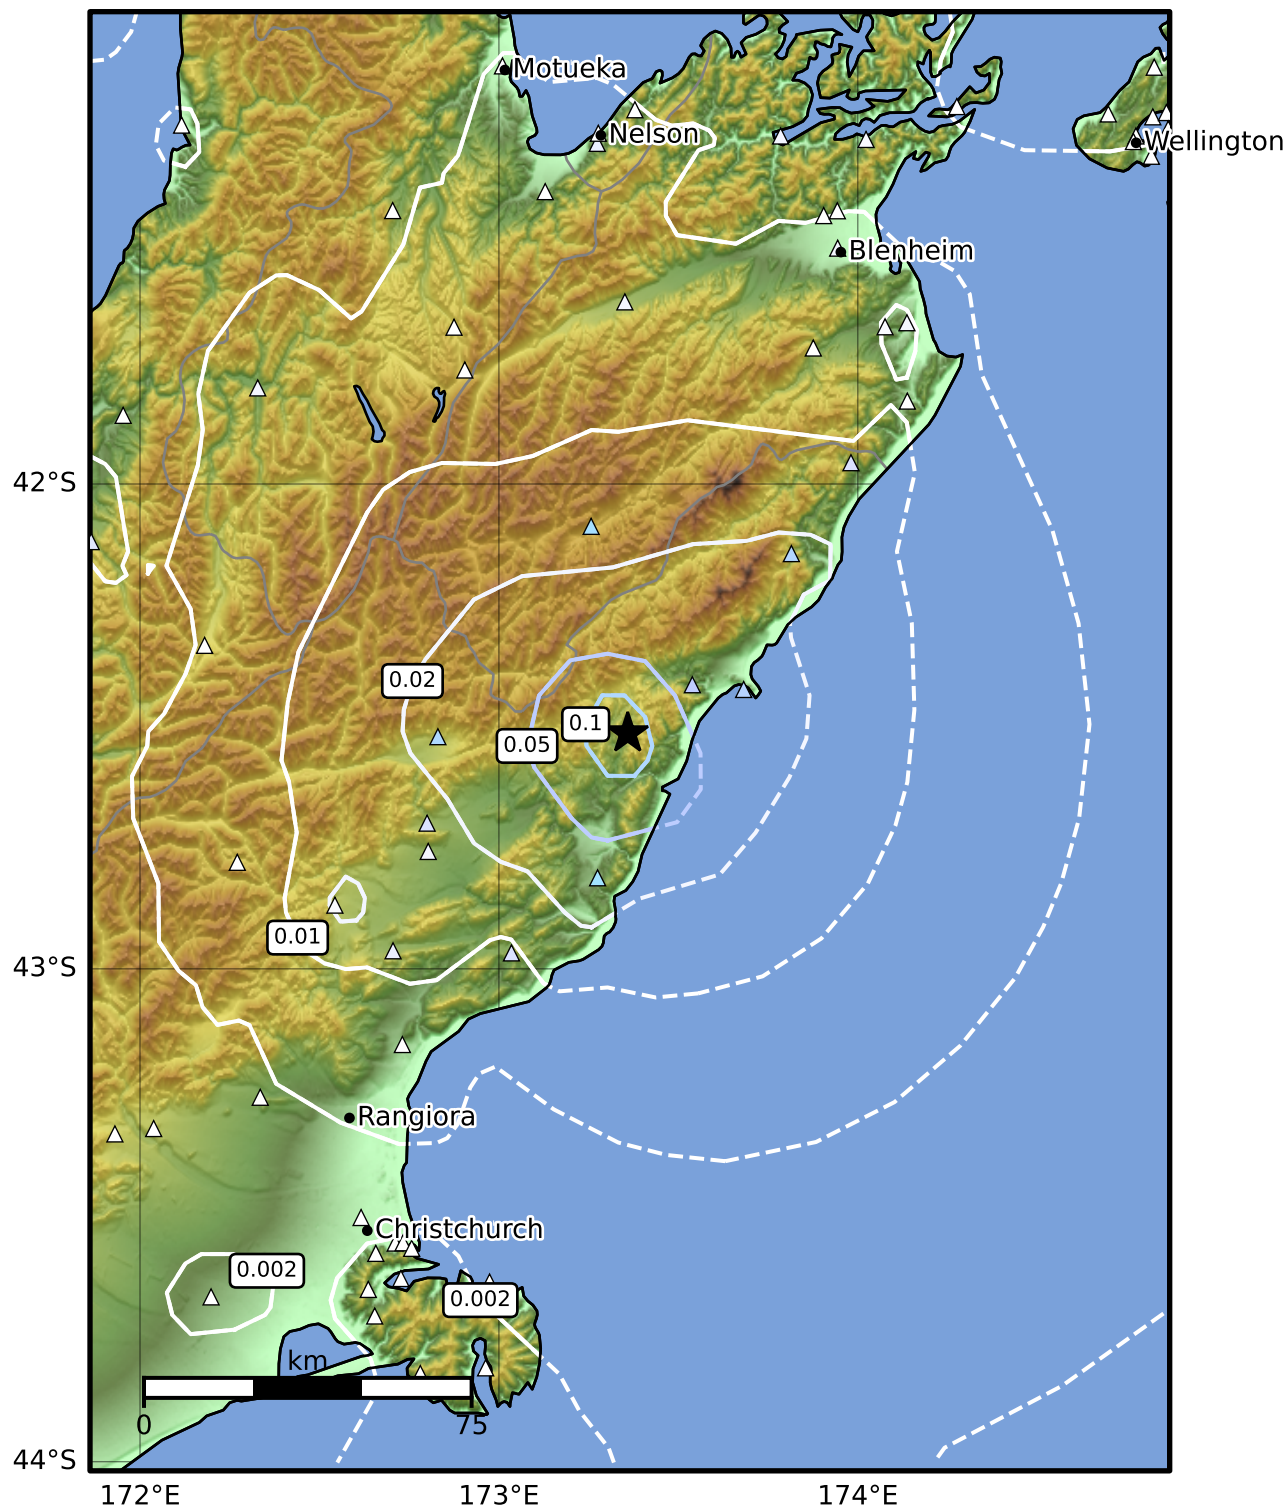 Motueka
Nelson
Wellington
Blenheim
42°S
0.02
0.1
0.05
0.01
43°S
Rangiora
Christchurch
0.002
0.002
km
0
75
44°S
172°E
173°E
174°E